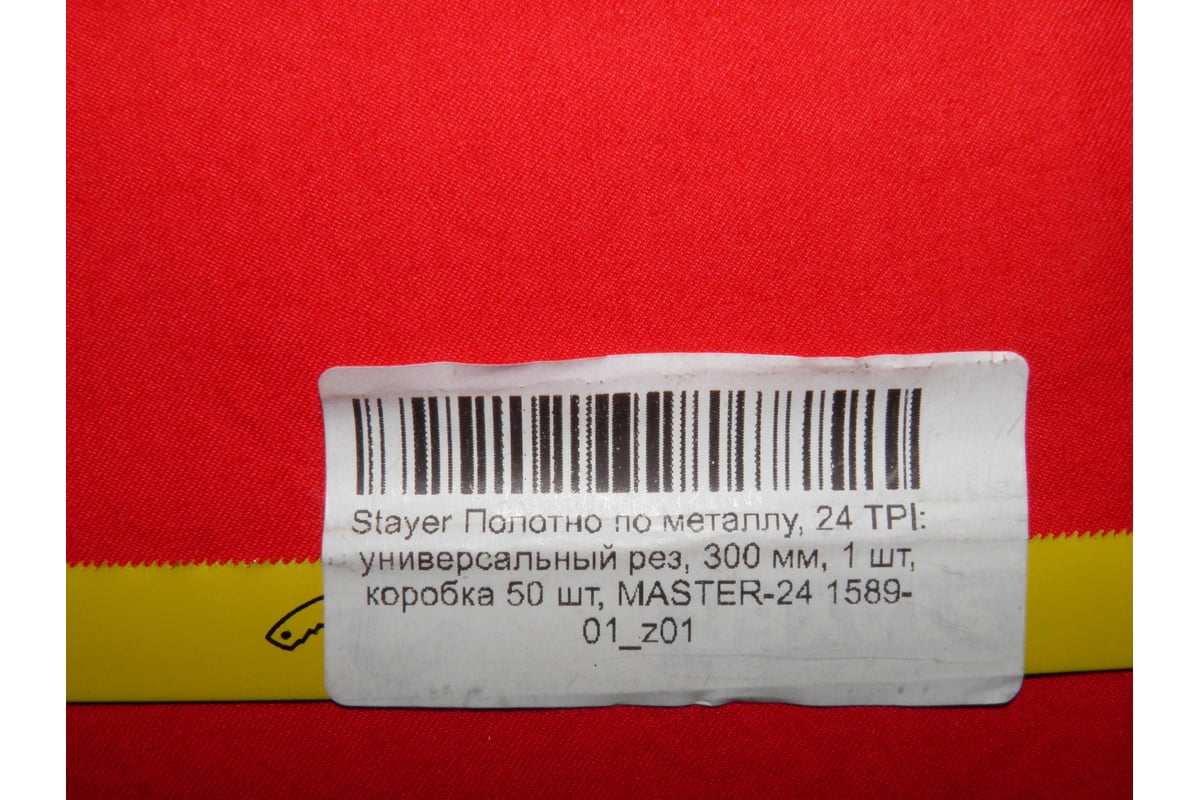 Stayer Полотно по металлу, 24 TPI:
универсальный рез, 300 мм, 1 шт,
коробка 50 шт, MASTER-24 1589-
01_z01